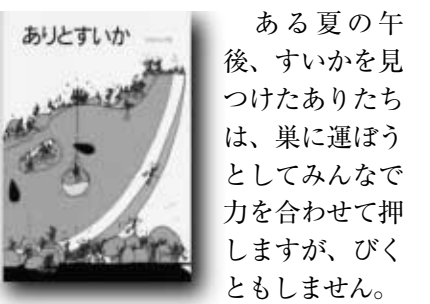 ありとすいか
ある夏の午
後、すいかを見
つけたありたち
は、巣に運ぼう
としてみんなで
力を合わせて押
しますが、びく
ともしません。